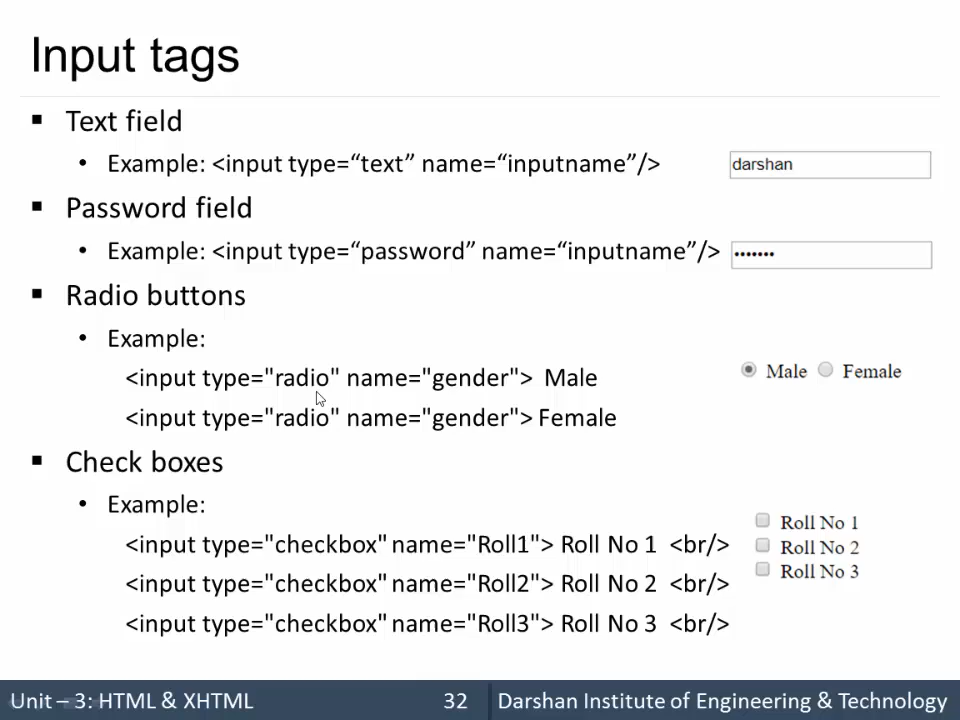 Input tags
▪ Text field
• Example: <input type=“text” name=“inputname”/>
darshan
▪ Password field
• Example: <input type=“password” name=“inputname”/>
•••••••
▪ Radio buttons
• Example:
<input type="radio" name="gender"> Male
<input type="radio" name="gender"> Female
Male Female
▪ Check boxes
• Example:
<input type="checkbox" name="Roll1"> Roll No 1 <br/>
<input type="checkbox" name="Roll2"> Roll No 2 <br/>
<input type="checkbox" name="Roll3"> Roll No 3 <br/>
Roll No 1
Roll No 2
Roll No 3
Unit – 3: HTML & XHTML 32 Darshan Institute of Engineering & Technology